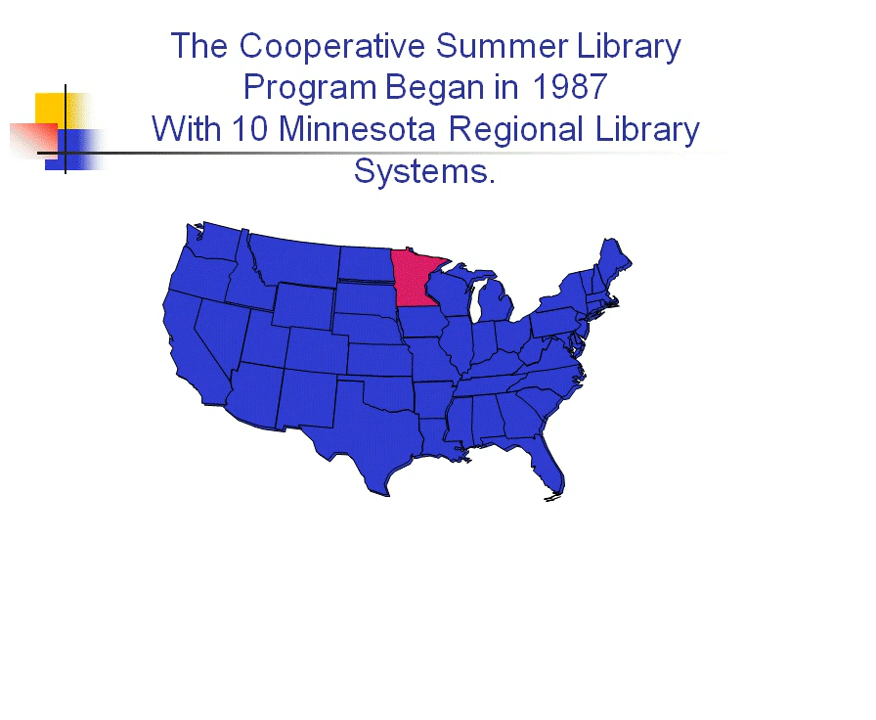 The Cooperative Summer Library
Program Began in 1987
With 10 Minnesota Regional Library
Systems.